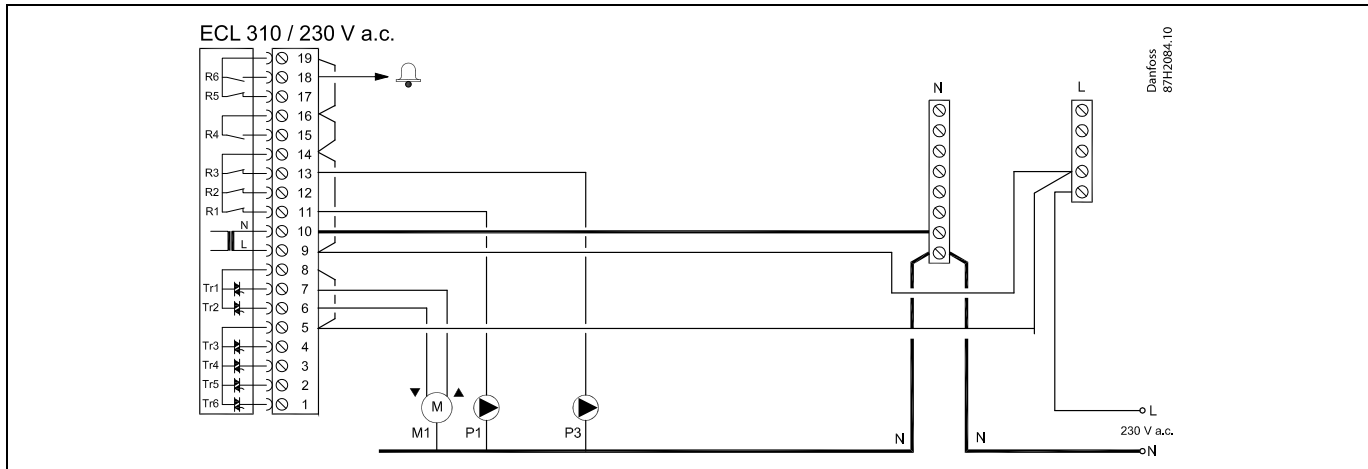 ECL 310 / 230 V a.c.
19
R6 18
R5 17
16
R4 15
14
R3 13
R2 12
R1 11
N 10
L 9
8
Tr1 7
Tr2 6
5
Tr3 4
Tr4 3
Tr5 2
Tr6 1
M
M1
P1
P3
N
L
Danfoss
87H2084.10
L
230 V a.c.
N
N
N